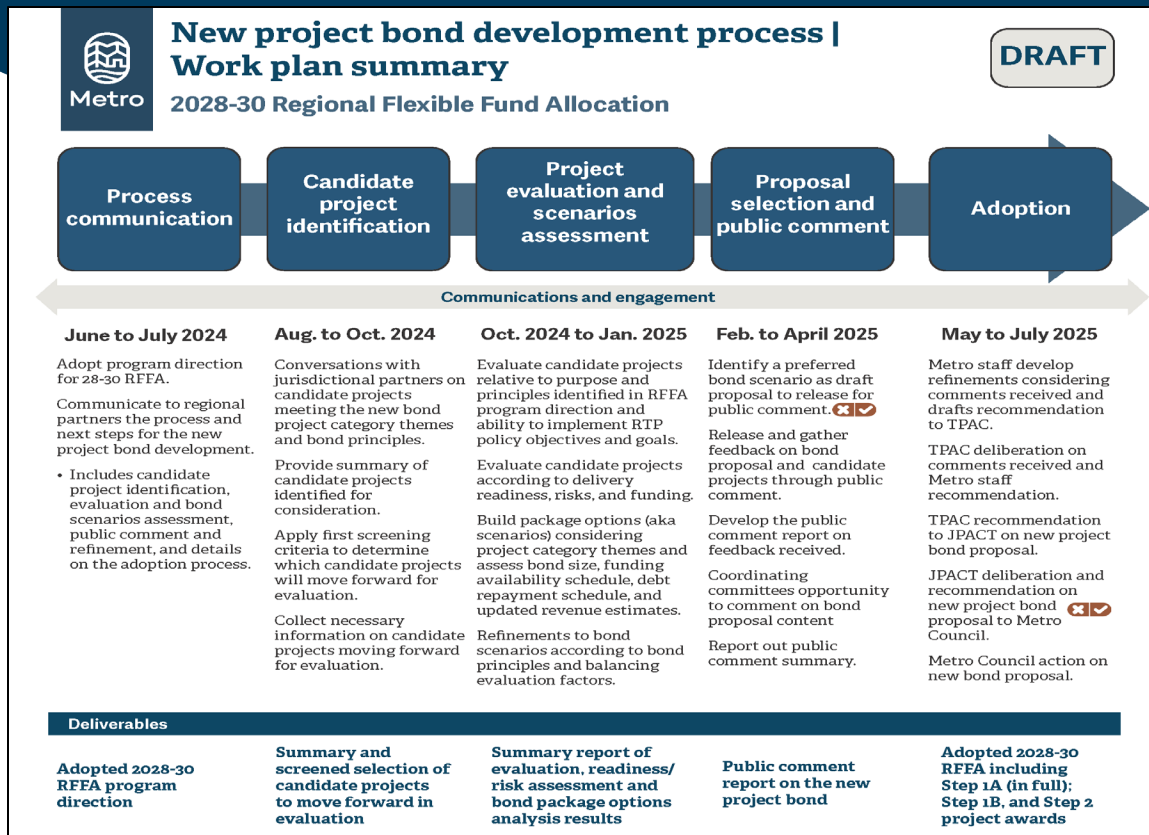 Metro
New project bond development process |
Work plan summary
2028-30 Regional Flexible Fund Allocation
DRAFT
Process
communication
Candidate
project
identification
Project
evaluation and
scenarios
assessment
Proposal
selection and
public comment
Adoption
Communications and engagement
June to July 2024
Adopt program direction
for 28-30 RFFA.
Communicate to regional
partners the process and
next steps for the new
project bond development.
• Includes candidate
project identification,
evaluation and bond
scenarios assessment,
public comment and
refinement, and details
on the adoption process.
Aug. to Oct. 2024
Conversations with
jurisdictional partners on
candidate projects
meeting the new bond
project category themes
and bond principles.
Provide summary of
candidate projects
identified for
consideration.
Apply first screening
criteria to determine
which candidate projects
will move forward for
evaluation.
Collect necessary
information on candidate
projects moving forward
for evaluation.
Oct. 2024 to Jan. 2025
Evaluate candidate projects
relative to purpose and
principles identified in RFFA
program direction and
ability to implement RTP
policy objectives and goals.
Evaluate candidate projects
according to delivery
readiness, risks, and funding.
Build package options (aka
scenarios) considering
project category themes and
assess bond size, funding
availability schedule, debt
repayment schedule, and
updated revenue estimates.
Refinements to bond
scenarios according to bond
principles and balancing
evaluation factors.
Feb. to April 2025
Identify a preferred
bond scenario as draft
proposal to release for
public comment.
Release and gather
feedback on bond
proposal and candidate
projects through public
comment.
Develop the public
comment report on
feedback received.
Coordinating
committees opportunity
to comment on bond
proposal content
Report out public
comment summary.
May to July 2025
Metro staff develop
refinements considering
comments received and
drafts recommendation
to TPAC.
TPAC deliberation on
comments received and
Metro staff
recommendation.
TPAC recommendation
to JPACT on new project
bond proposal.
JPACT deliberation and
recommendation on
new project bond
proposal to Metro
Council.
Metro Council action on
new bond proposal.
Deliverables
Adopted 2028-30
RFFA program
direction
Summary and
screened selection of
candidate projects
to move forward in
evaluation
Summary report of
evaluation, readiness/
risk assessment and
bond package options
analysis results
Public comment
report on the new
project bond
Adopted 2028-30
RFFA including
Step 1A (in full);
Step 1B, and Step 2
project awards